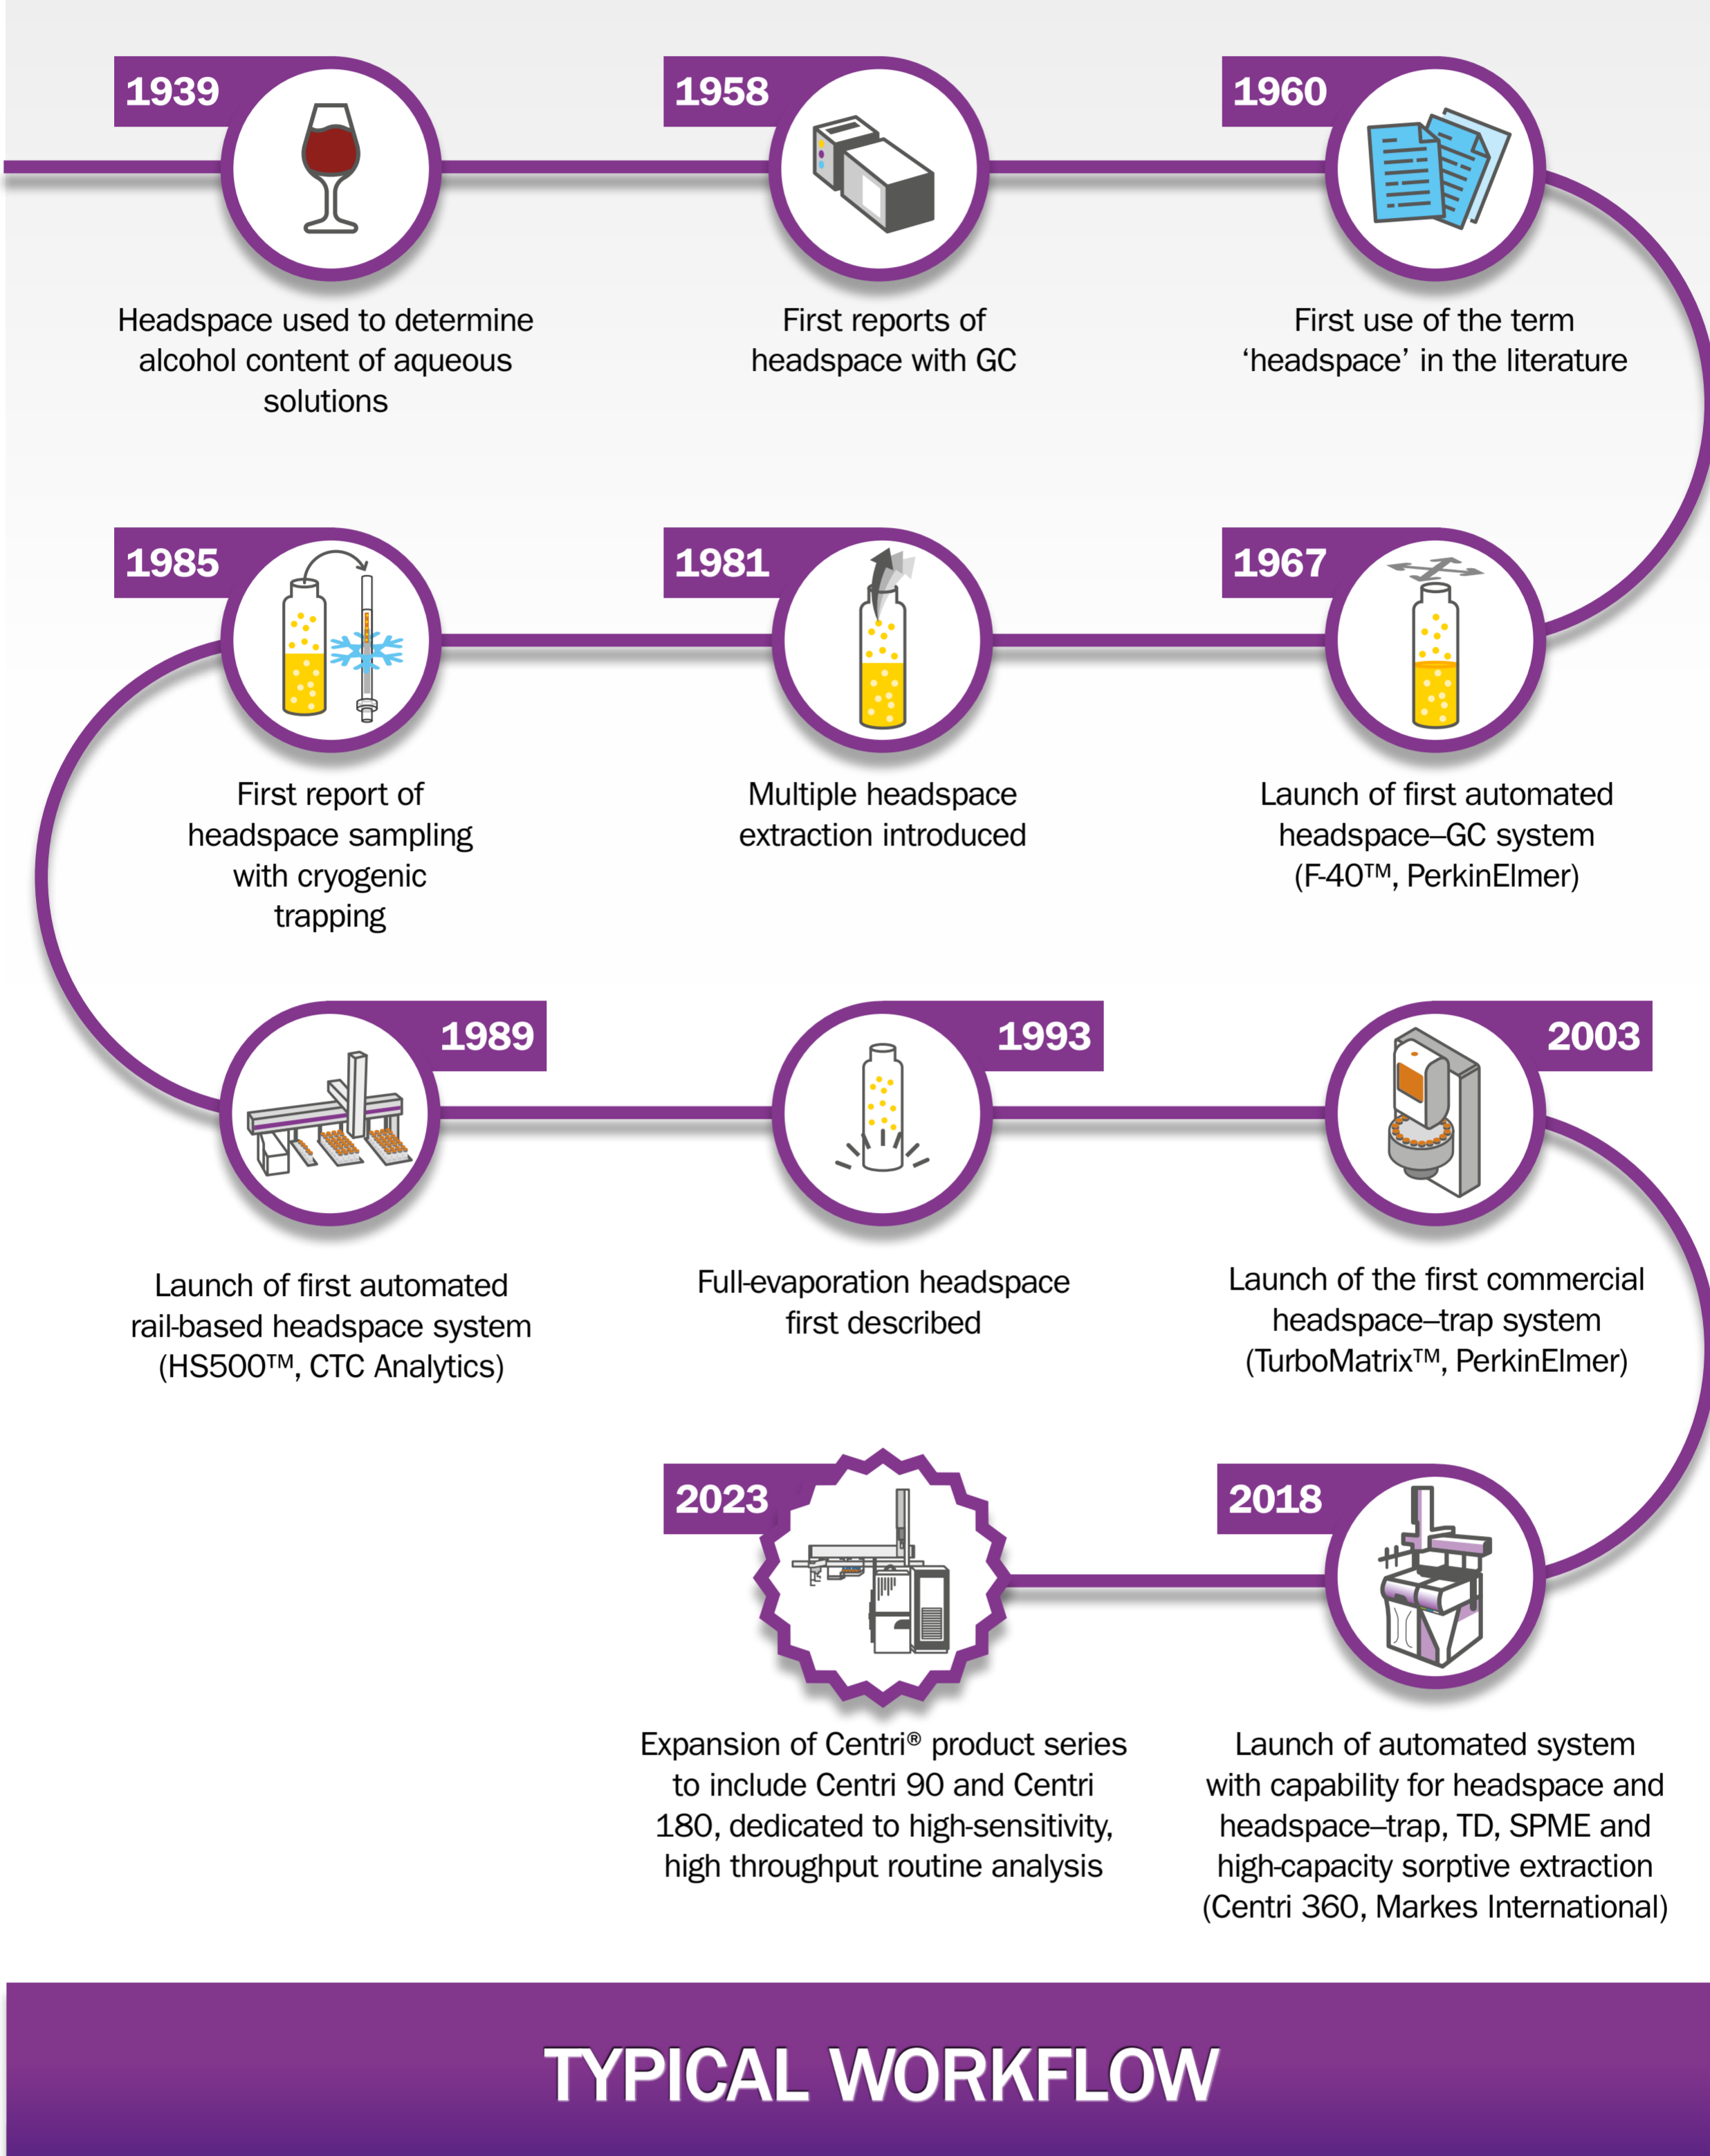 1939
Headspace used to determine
alcohol content of aqueous
solutions
1958
First reports of
headspace with GC
1960
First use of the term
‘headspace’ in the literature
1967
Launch of first automated
headspace–GC system
(F-40™, PerkinElmer)
1981
Multiple headspace
extraction introduced
1985
First report of
headspace sampling
with cryogenic
trapping
1989
Launch of first automated
rail-based headspace system
(HS500™, CTC Analytics)
1993
Full-evaporation headspace
first described
2003
Launch of the first commercial
headspace–trap system
(TurboMatrix™, PerkinElmer)
2018
Launch of automated system
with capability for headspace and
headspace–trap, TD, SPME and
high-capacity sorptive extraction
(Centri 360, Markes International)
2023
Expansion of Centri® product series
to include Centri 90 and Centri
180, dedicated to high-sensitivity,
high throughput routine analysis
TYPICAL WORKFLOW